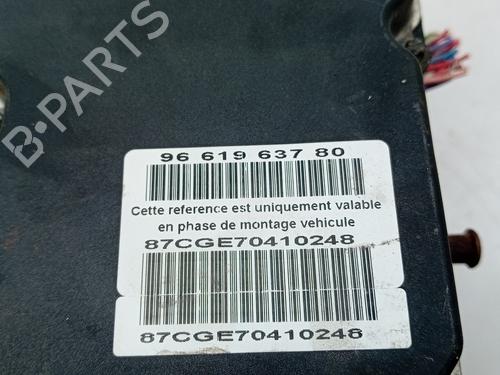 B-PARTS
96 619 637 80
Cette reference est uniquement valable
en phase de montage vehicule
87CGE70410248
87CGE70410248